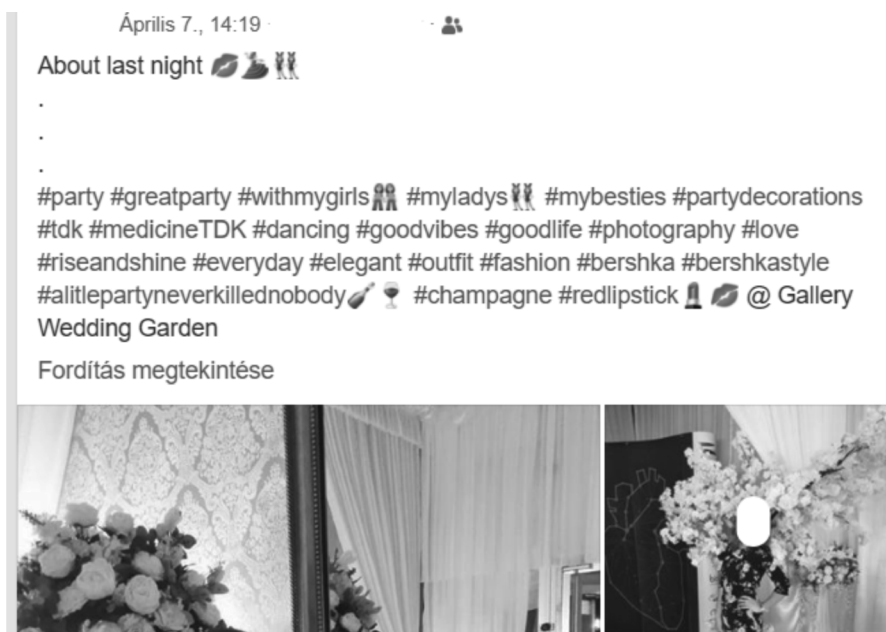 Április 7., 14:19
About last night 💋💃👯
.
.
.
#party #greatparty #withmygirls👭 #myladys👯 #mybesties #partydecorations
#tdk #medicineTDK #dancing #goodvibes #goodlife #photography #love
#riseandshine #everyday #elegant #outfit #fashion #bershka #bershkastyle
#alitlepartyneverkillednobody🍾🍷 #champagne #redlipstick💄💋 @ Gallery
Wedding Garden
Fordítás megtekintése